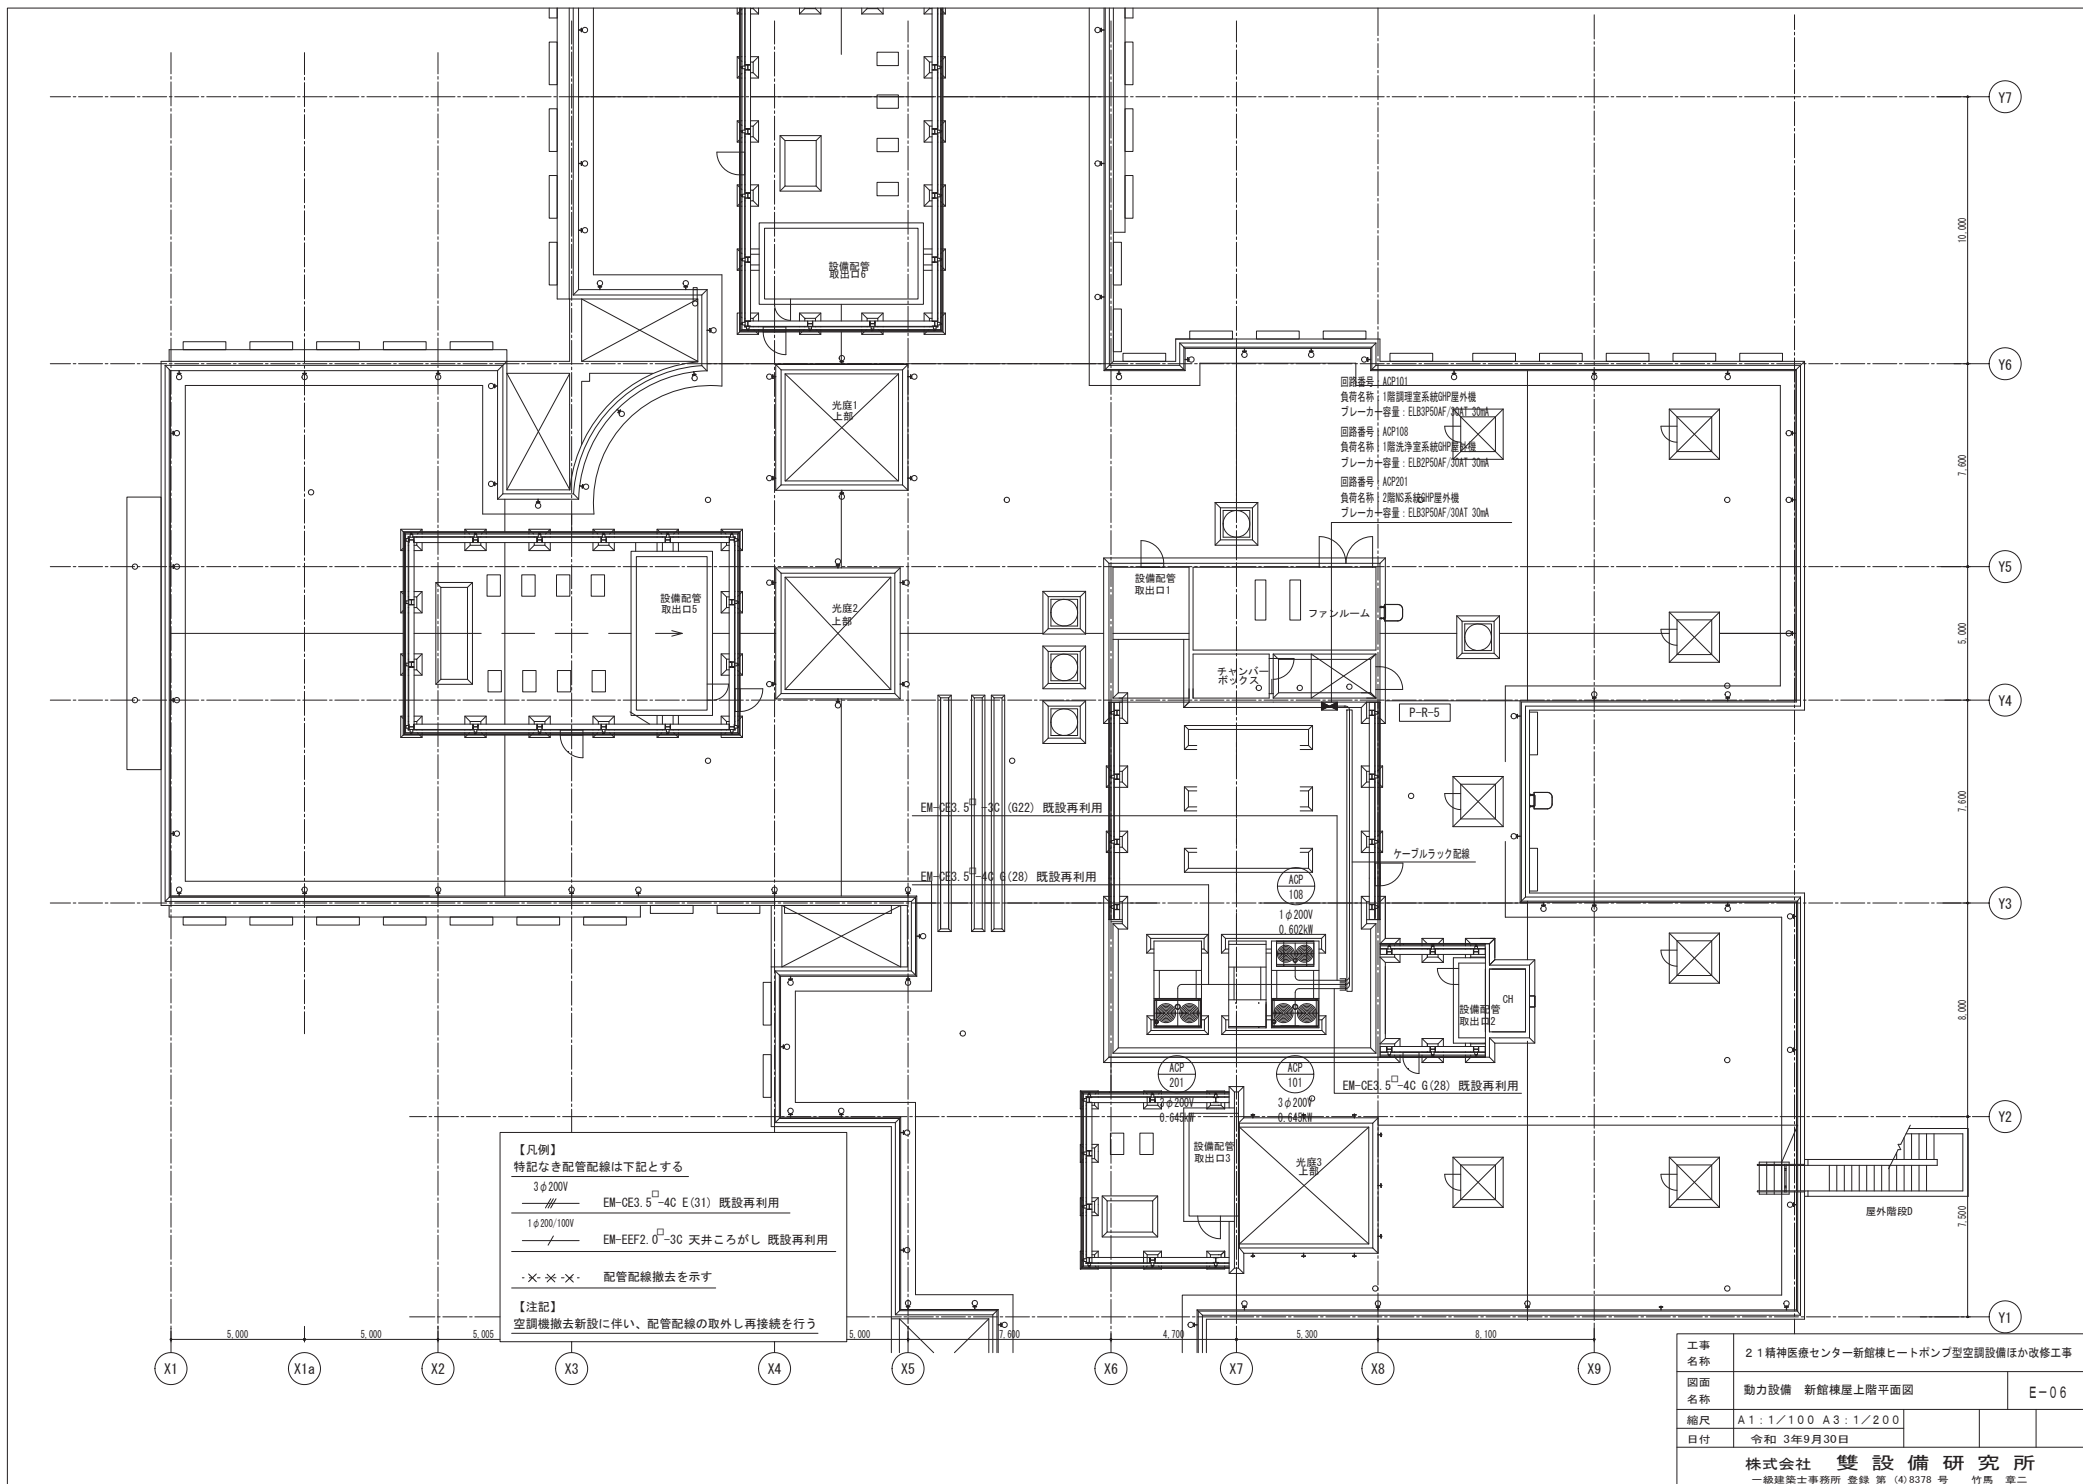 Y7
10,000
設備配管
取出口6
Y6
光庭1
上部
回路番号：ACP101
負荷名称：1階調理室系統GHP屋外機
ブレーカー容量：ELB3P50AF/30AT 30mA
回路番号：ACP108
負荷名称：1階洗浄室系統GHP屋外機
ブレーカー容量：ELB2P50AF/30AT 30mA
回路番号：ACP201
負荷名称：2階NS系統GHP屋外機
ブレーカー容量：ELB3P50AF/30AT 30mA
7,600
Y5
設備配管
取出口1
設備配管
取出口5
光庭2
上部
ファンルーム
5,000
チャンバー
ボックス
Y4
P-R-5
EM-CE3.5□-3C (G22) 既設再利用
7,600
ケーブルラック配線
EM-CE3.5□-4C G(28) 既設再利用
ACP
108
1φ200V
0.602kW
Y3
設備配管
取出口2
CH
8,000
ACP
201
3φ200V
0.645kW
ACP
101
3φ200V
0.645kW
EM-CE3.5□-4C G(28) 既設再利用
Y2
設備配管
取出口3
光庭3
上部
屋外階段D
7,500
【凡例】
特記なき配管配線は下記とする
3φ200V
EM-CE3.5□-4C E(31) 既設再利用
1φ200/100V
EM-EEF2.0□-3C 天井ころがし 既設再利用
配管配線撤去を示す
【注記】
空調機撤去新設に伴い、配管配線の取外し再接続を行う
Y1
5,000 5,000 5,005 5,000 7,600 4,700 5,300 8,100
X1 X1a X2 X3 X4 X5 X6 X7 X8 X9
工事名称 21精神医療センター新館棟ヒートポンプ型空調設備ほか改修工事
図面名称 動力設備 新館棟屋上階平面図 E-06
縮尺 A1:1/100 A3:1/200
日付 令和 3年9月30日
株式会社 雙設備研究所
一級建築士事務所 登録 第 (4)8378 号 竹馬 章二